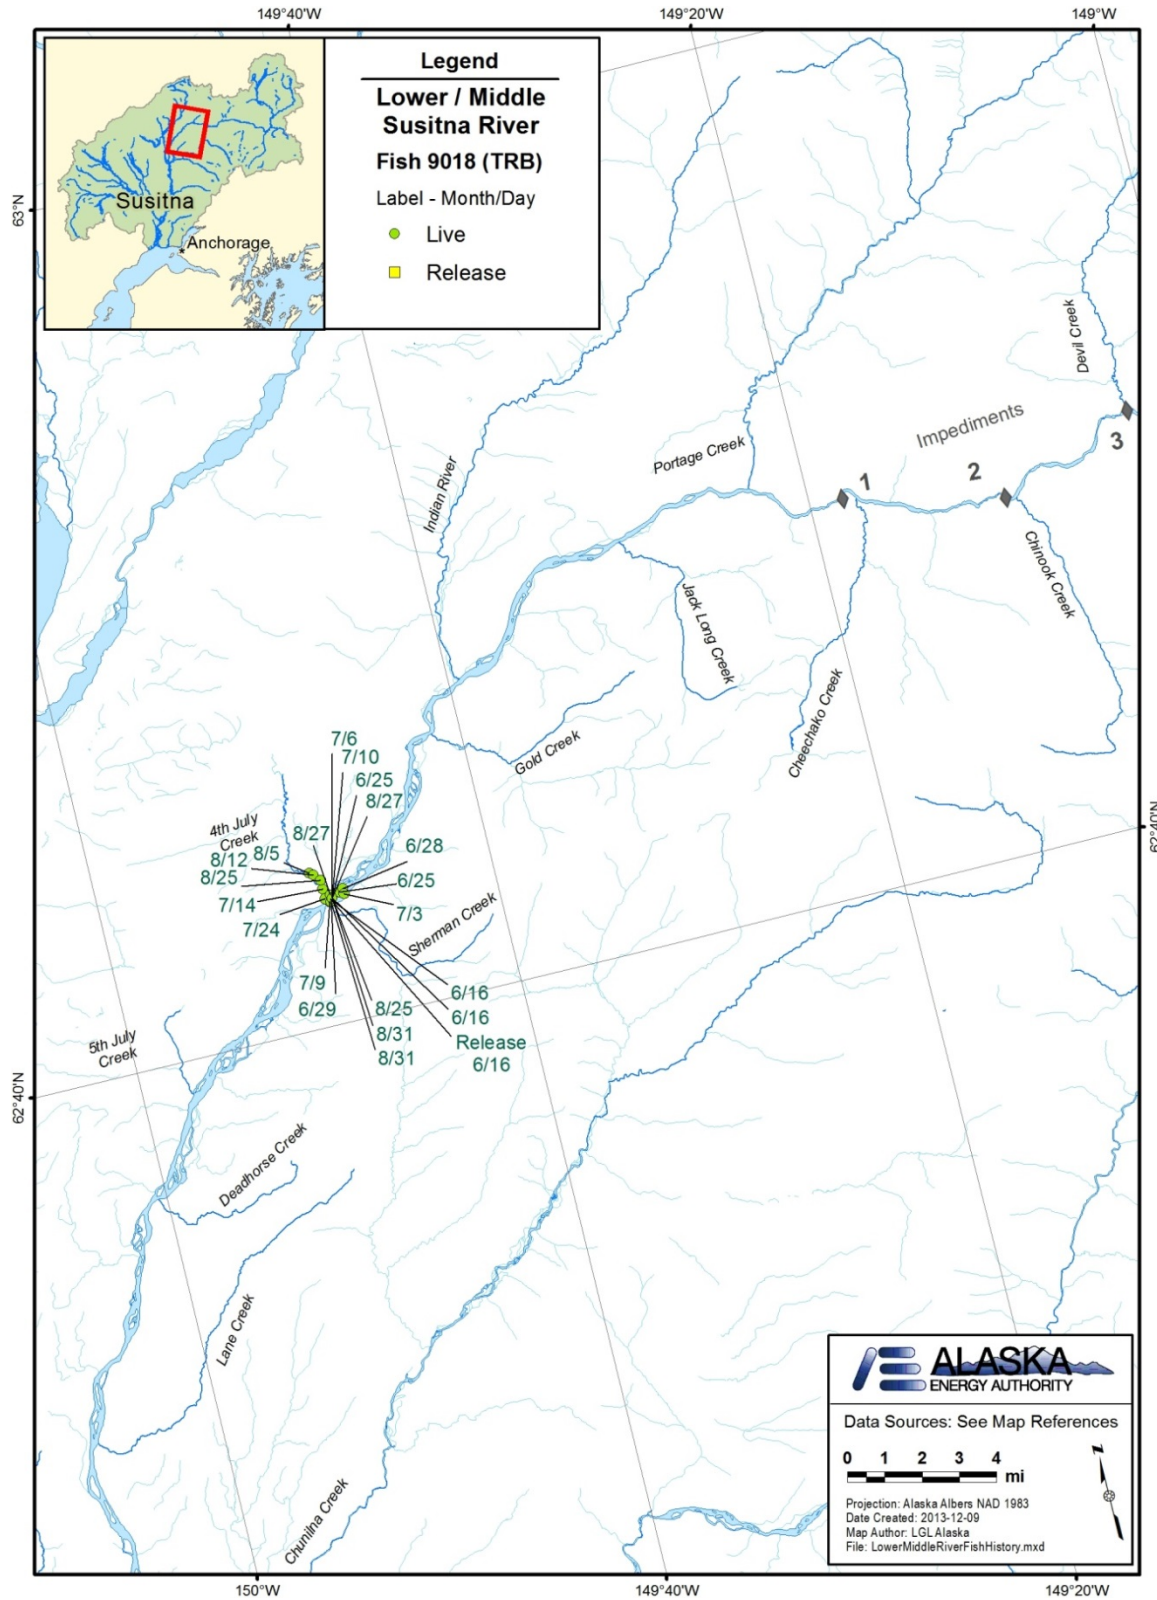 149°40'W
149°20'W
149°W
Legend
Lower / Middle
Susitna River
Fish 9018 (TRB)
Label - Month/Day
Live
Release
Susitna
Anchorage
63°N
Devil Creek
Impediments
3
Portage Creek
1
2
Indian River
Chinook Creek
Jack Long Creek
Cheechako Creek
Gold Creek
62°40'N
7/6
7/10
6/25
8/27
4th July
Creek
8/27
6/28
8/5
8/12
8/25
6/25
7/14
7/3
7/24
Sherman Creek
7/9
6/29
6/16
8/25
6/16
8/31
Release
6/16
8/31
5th July
Creek
62°40'N
Deadhorse Creek
Lane Creek
Chunilna Creek
ALASKA
ENERGY AUTHORITY
Data Sources: See Map References
0 1 2 3 4
mi
N
Projection: Alaska Albers NAD 1983
Date Created: 2013-12-09
Map Author: LGL Alaska
File: LowerMiddleRiverFishHistory.mxd
150°W
149°40'W
149°20'W